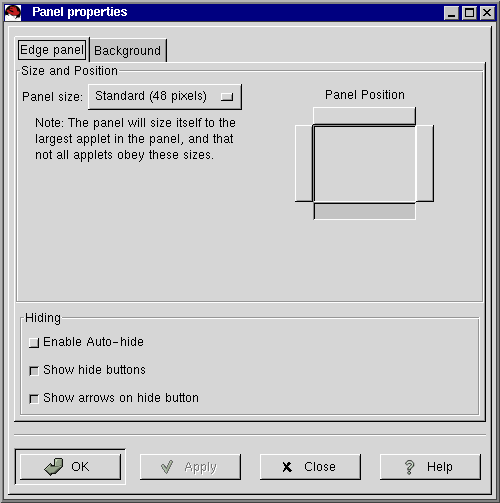 Panel properties
Edge panel Background
Size and Position
Panel size: Standard (48 pixels) Panel Position
Note: The panel will size itself to the
largest applet in the panel, and that
not all applets obey these sizes.
Hiding
Enable Auto-hide
Show hide buttons
Show arrows on hide button
OK Apply Close Help